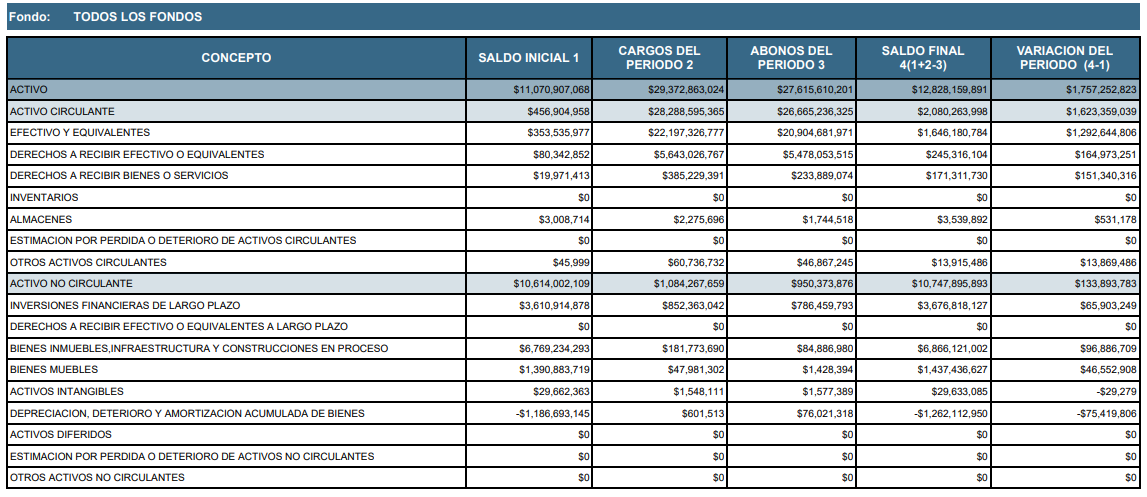 Fondo: TODOS LOS FONDOS
CONCEPTO SALDO INICIAL 1 CARGOS DEL PERIODO 2 ABONOS DEL PERIODO 3 SALDO FINAL 4(1+2-3) VARIACION DEL PERIODO (4-1)
ACTIVO $11,070,907,068 $29,372,863,024 $27,615,610,201 $12,828,159,891 $1,757,252,823
ACTIVO CIRCULANTE $456,904,958 $28,288,595,365 $26,665,236,325 $2,080,263,998 $1,623,359,039
EFECTIVO Y EQUIVALENTES $353,535,977 $22,197,326,777 $20,904,681,971 $1,646,180,784 $1,292,644,806
DERECHOS A RECIBIR EFECTIVO O EQUIVALENTES $80,342,852 $5,643,026,767 $5,478,053,515 $245,316,104 $164,973,251
DERECHOS A RECIBIR BIENES O SERVICIOS $19,971,413 $385,229,391 $233,889,074 $171,311,730 $151,340,316
INVENTARIOS $0 $0 $0 $0 $0
ALMACENES $3,008,714 $2,275,696 $1,744,518 $3,539,892 $531,178
ESTIMACION POR PERDIDA O DETERIORO DE ACTIVOS CIRCULANTES $0 $0 $0 $0 $0
OTROS ACTIVOS CIRCULANTES $45,999 $60,736,732 $46,867,245 $13,915,486 $13,869,486
ACTIVO NO CIRCULANTE $10,614,002,109 $1,084,267,659 $950,373,876 $10,747,895,893 $133,893,783
INVERSIONES FINANCIERAS DE LARGO PLAZO $3,610,914,878 $852,363,042 $786,459,793 $3,676,818,127 $65,903,249
DERECHOS A RECIBIR EFECTIVO O EQUIVALENTES A LARGO PLAZO $0 $0 $0 $0 $0
BIENES INMUEBLES,INFRAESTRUCTURA Y CONSTRUCCIONES EN PROCESO $6,769,234,293 $181,773,690 $84,886,980 $6,866,121,002 $96,886,709
BIENES MUEBLES $1,390,883,719 $47,981,302 $1,428,394 $1,437,436,627 $46,552,908
ACTIVOS INTANGIBLES $29,662,363 $1,548,111 $1,577,389 $29,633,085 -$29,279
DEPRECIACION, DETERIORO Y AMORTIZACION ACUMULADA DE BIENES -$1,186,693,145 $601,513 $76,021,318 -$1,262,112,950 -$75,419,806
ACTIVOS DIFERIDOS $0 $0 $0 $0 $0
ESTIMACION POR PERDIDA O DETERIORO DE ACTIVOS NO CIRCULANTES $0 $0 $0 $0 $0
OTROS ACTIVOS NO CIRCULANTES $0 $0 $0 $0 $0